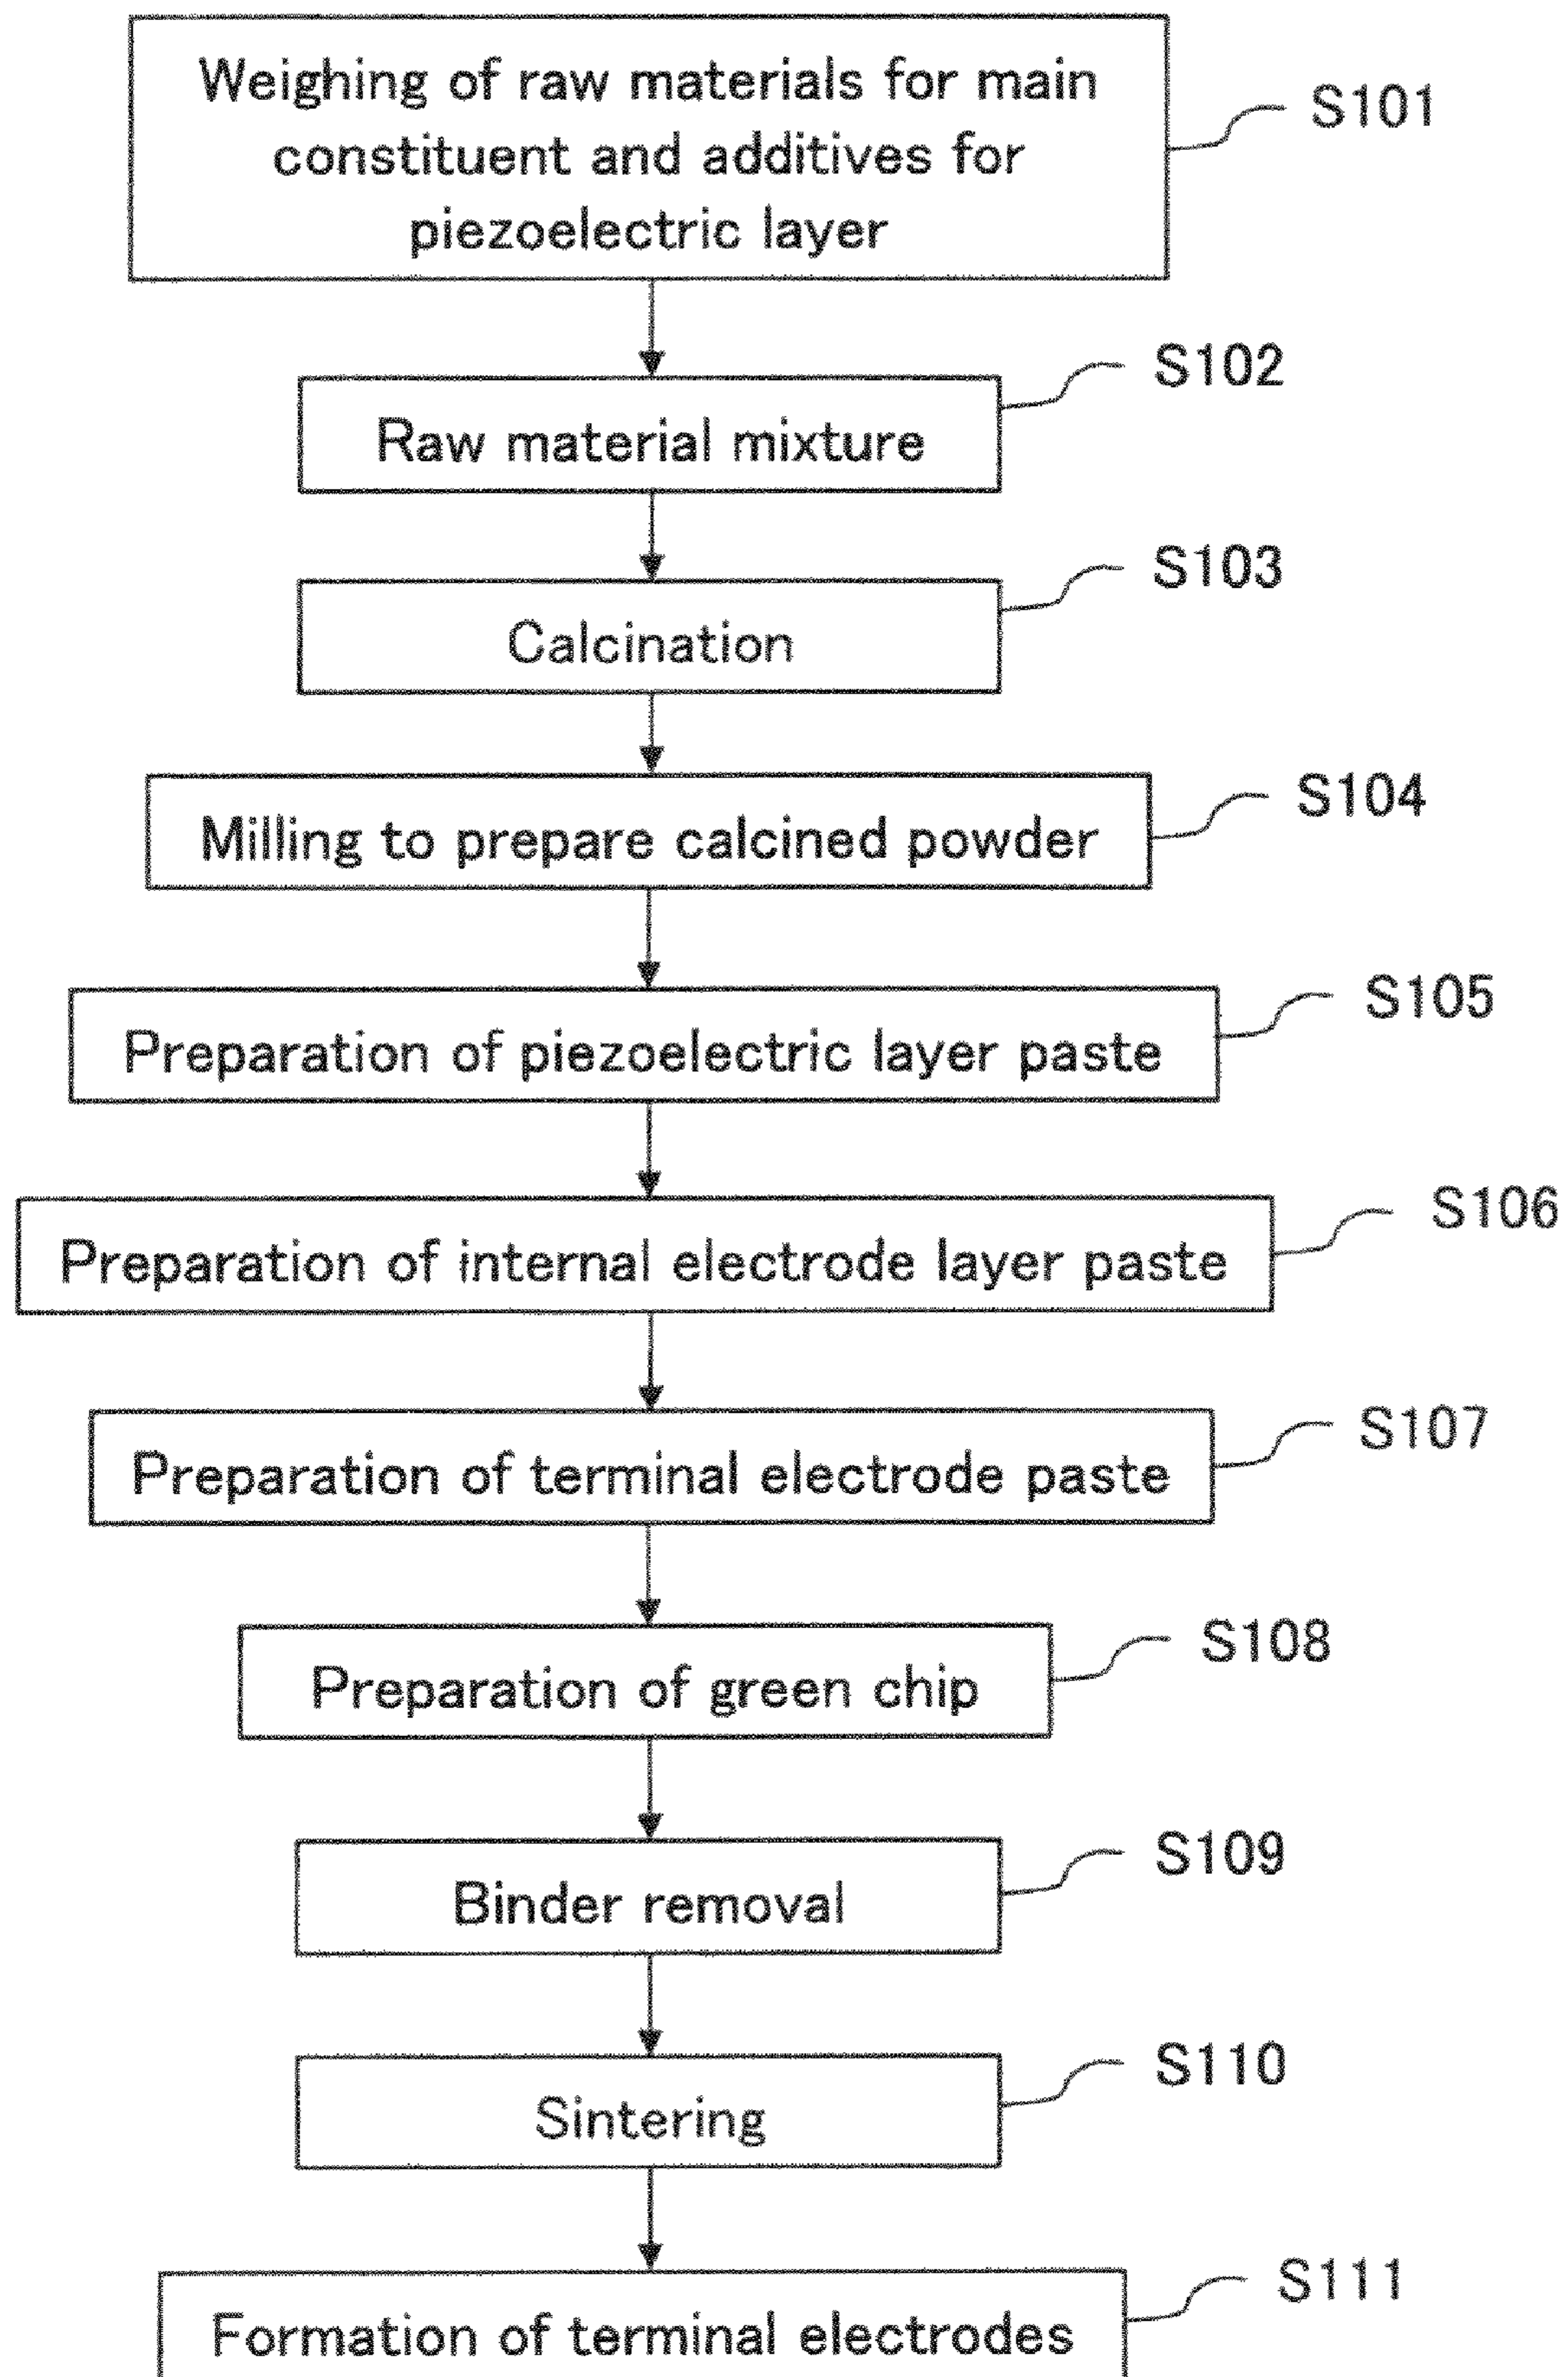 Weighing of raw materials for main
constituent and additives for
piezoelectric layer
S101
Raw material mixture
S102
Calcination
S103
Milling to prepare calcined powder
S104
Preparation of piezoelectric layer paste
S105
Preparation of internal electrode layer paste
S106
Preparation of terminal electrode paste
S107
Preparation of green chip
S108
Binder removal
S109
Sintering
S110
Formation of terminal electrodes
S111